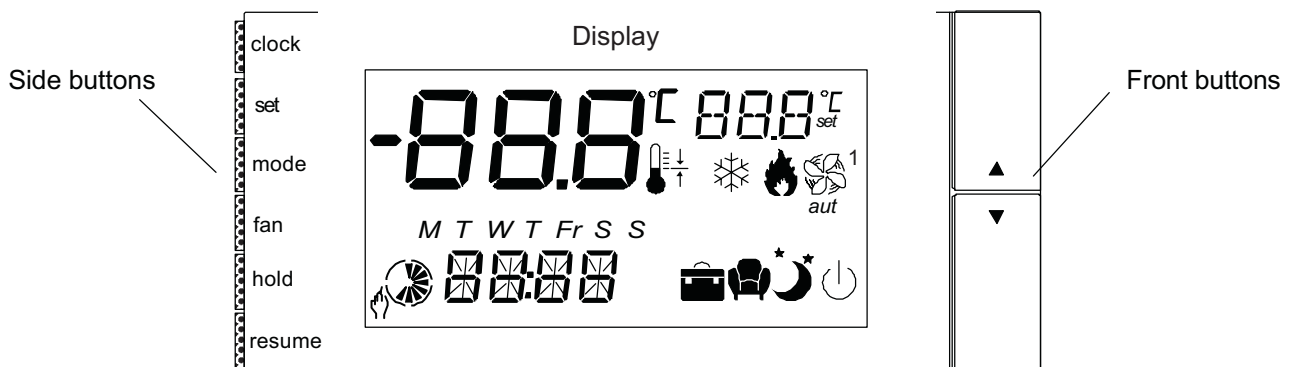 Display
clock
Side buttons
Front buttons
set
mode
fan
hold
resume
-88.8 °C
88.8 °C
set
1
aut
M T W T Fr S S
88:88
▲
▼